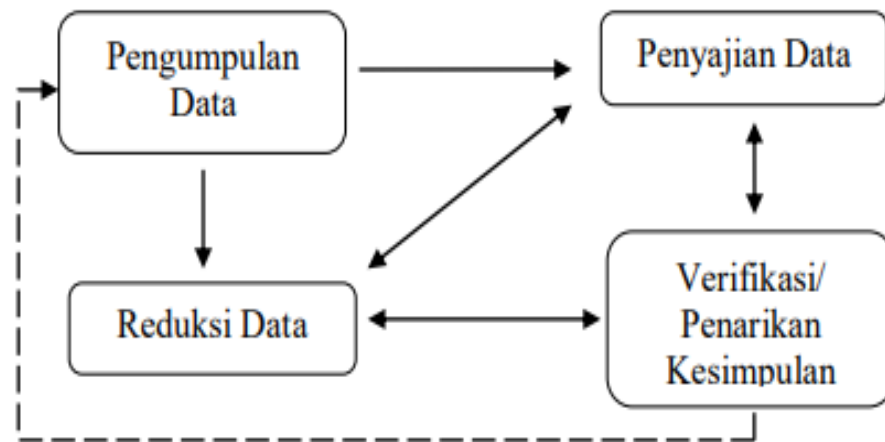 Pengumpulan
Data
Penyajian Data
Reduksi Data
Verifikasi/
Penarikan
Kesimpulan